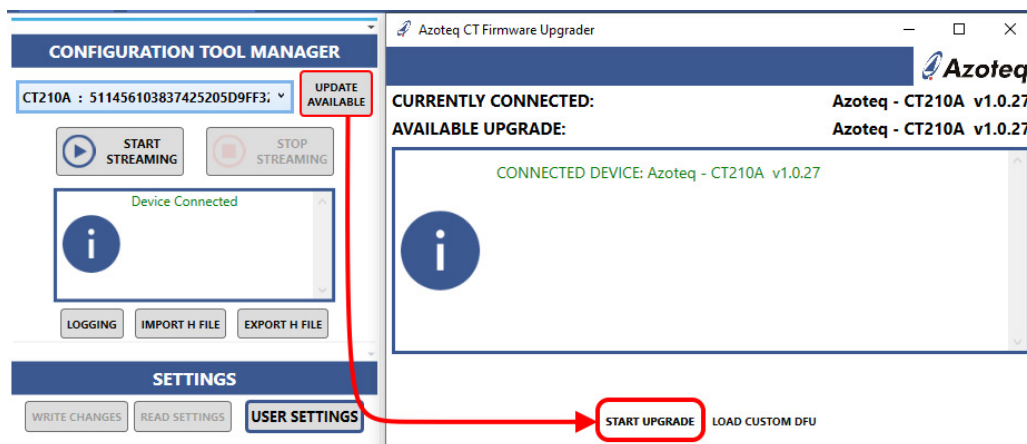 CONFIGURATION TOOL MANAGER
UPDATE
AVAILABLE
START
STREAMING
STOP
STREAMING
Device Connected
LOGGING
IMPORT H FILE
EXPORT H FILE
SETTINGS
WRITE CHANGES
READ SETTINGS
USER SETTINGS
Azoteq CT Firmware Upgrader
Azoteq
CURRENTLY CONNECTED: Azoteq - CT210A v1.0.27
AVAILABLE UPGRADE: Azoteq - CT210A v1.0.27
CONNECTED DEVICE: Azoteq - CT210A v1.0.27
START UPGRADE
LOAD CUSTOM DFU